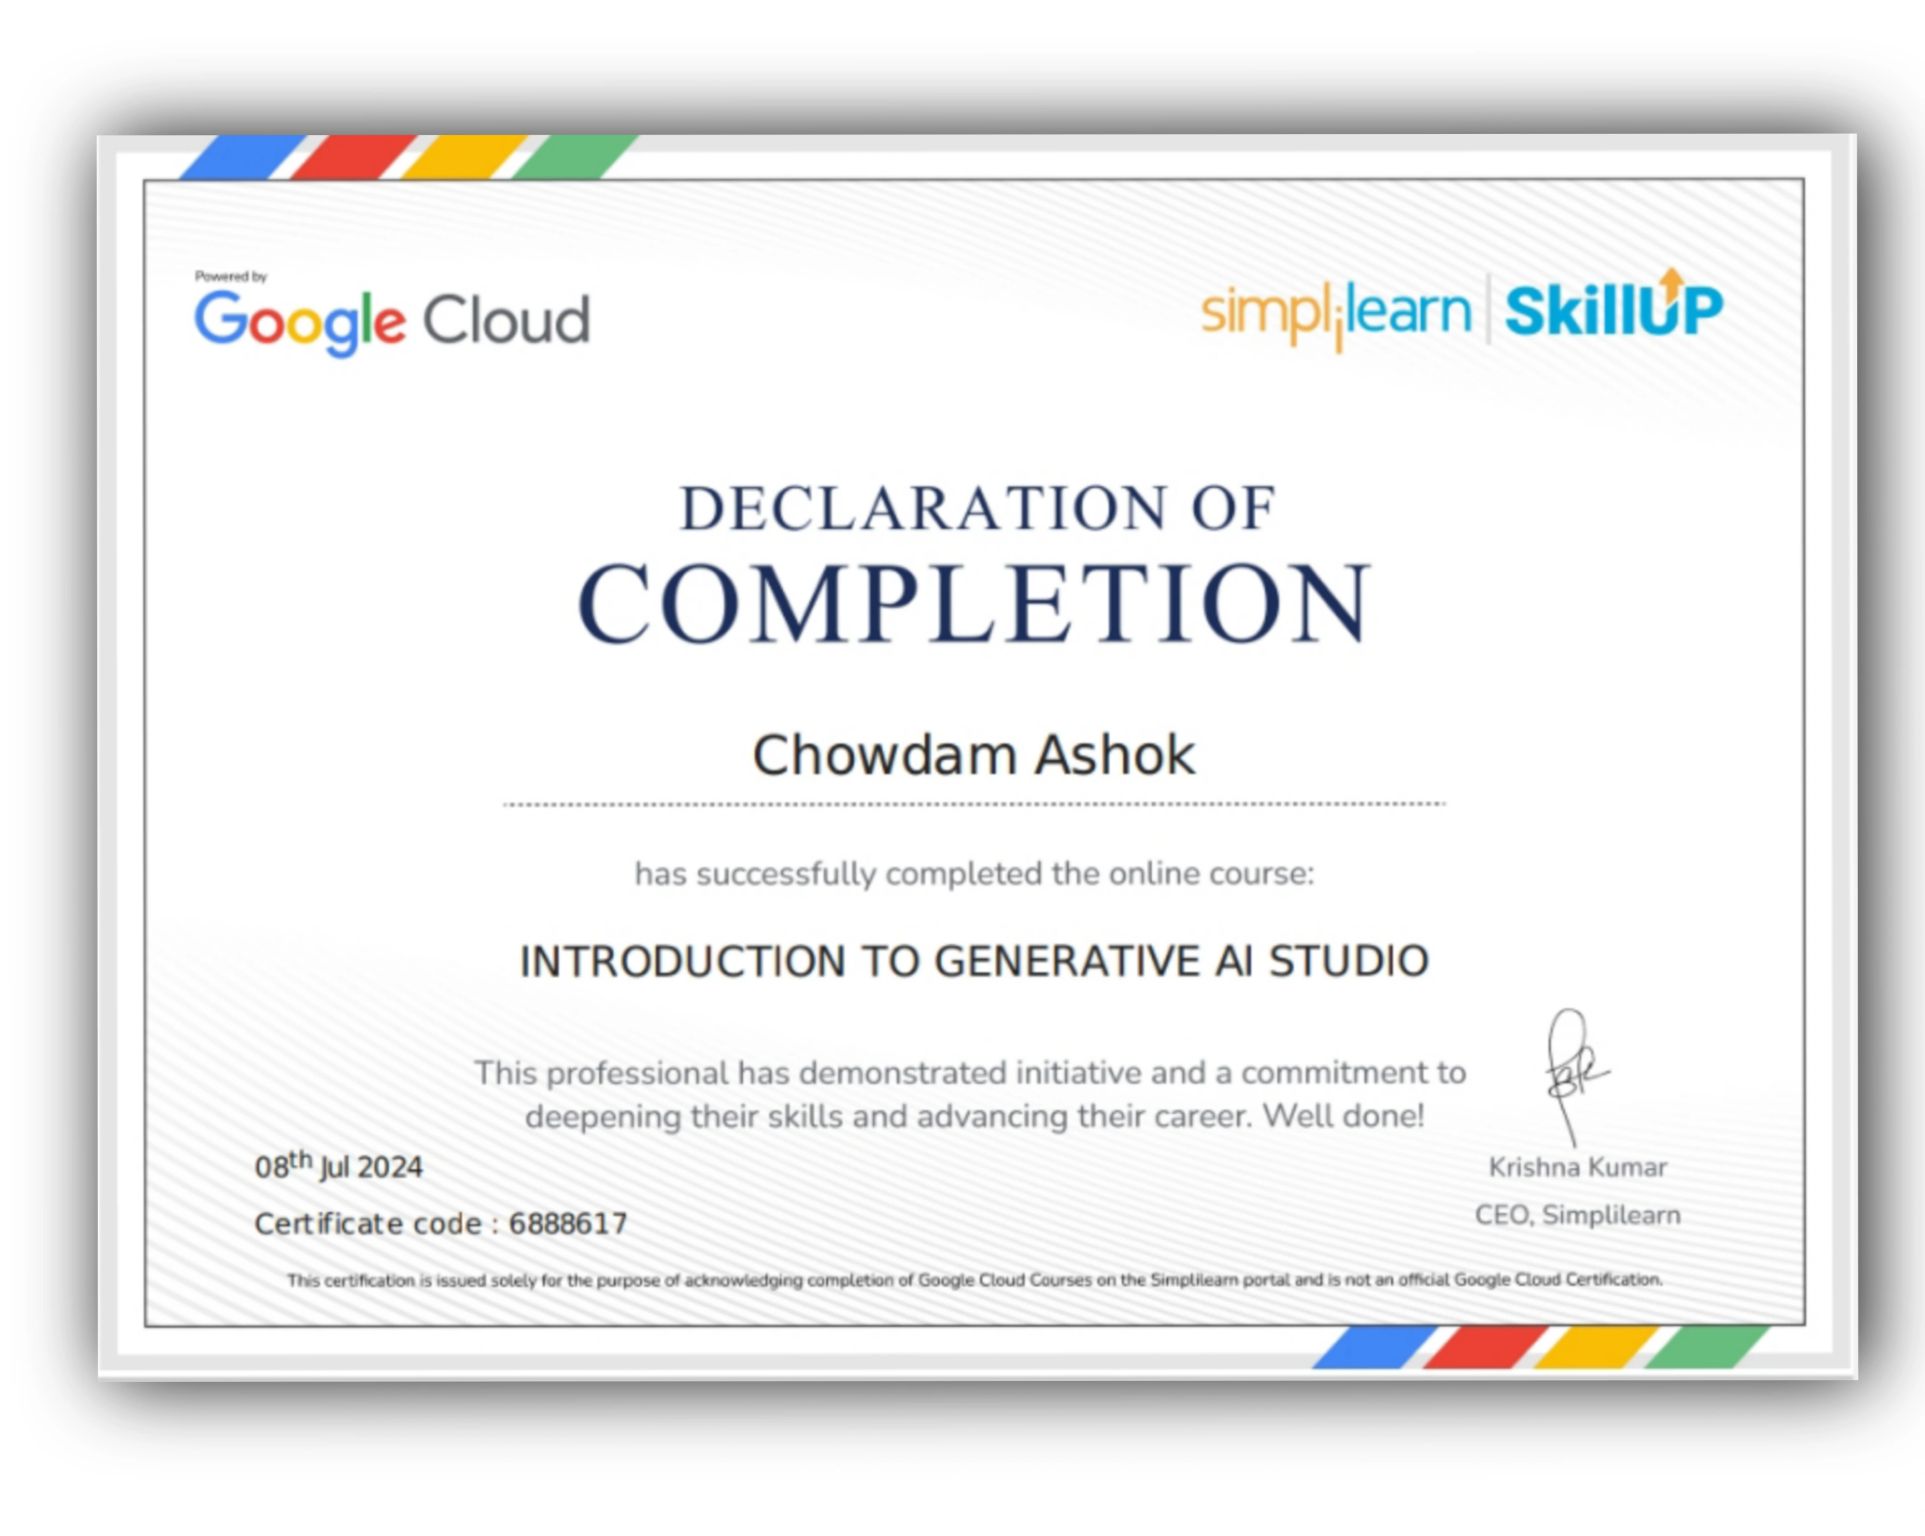 Powered by
Google Cloud
simplilearn | SkillUP
DECLARATION OF
COMPLETION
Chowdam Ashok
has successfully completed the online course:
INTRODUCTION TO GENERATIVE AI STUDIO
This professional has demonstrated initiative and a commitment to
deepening their skills and advancing their career. Well done!
08th Jul 2024
Certificate code : 6888617
Krishna Kumar
CEO, Simplilearn
This certification is issued solely for the purpose of acknowledging completion of Google Cloud Courses on the Simplilearn portal and is not an official Google Cloud Certification.